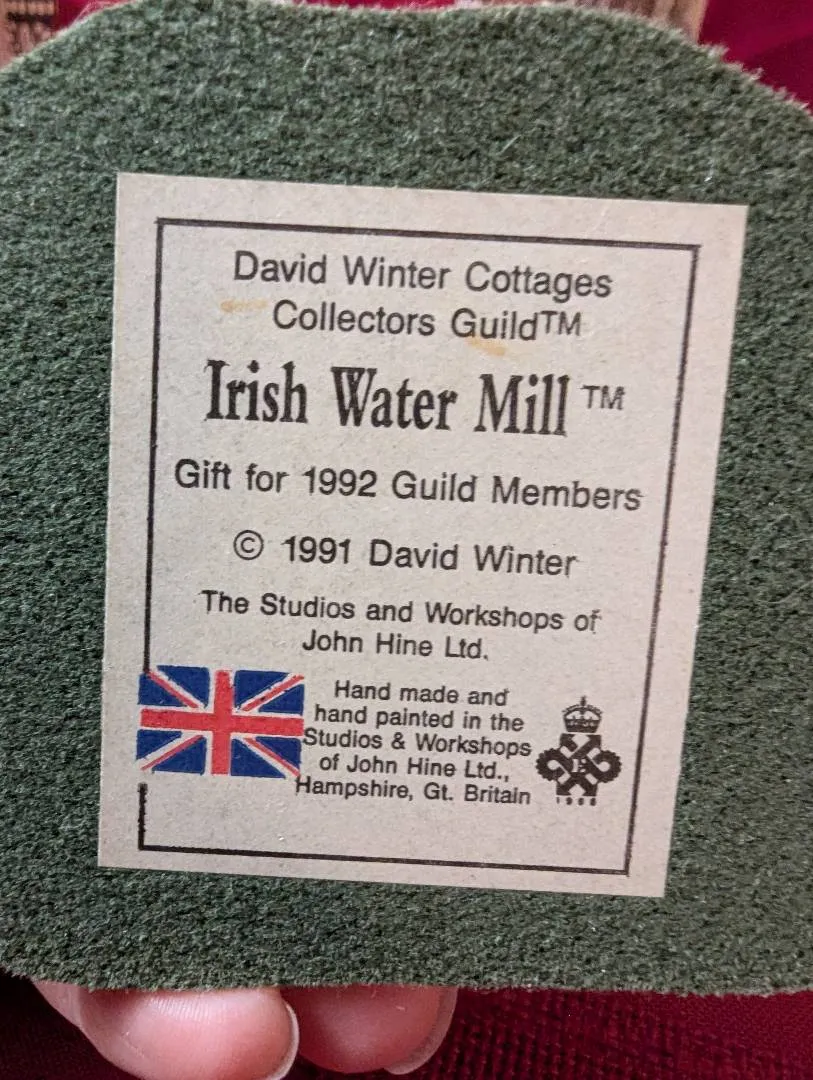 David Winter Cottages
Collectors Guild™
Irish Water Mill ™
Gift for 1992 Guild Members
© 1991 David Winter
The Studios and Workshops of
John Hine Ltd.
Hand made and
hand painted in the
Studios & Workshops
of John Hine Ltd.,
Hampshire, Gt. Britain